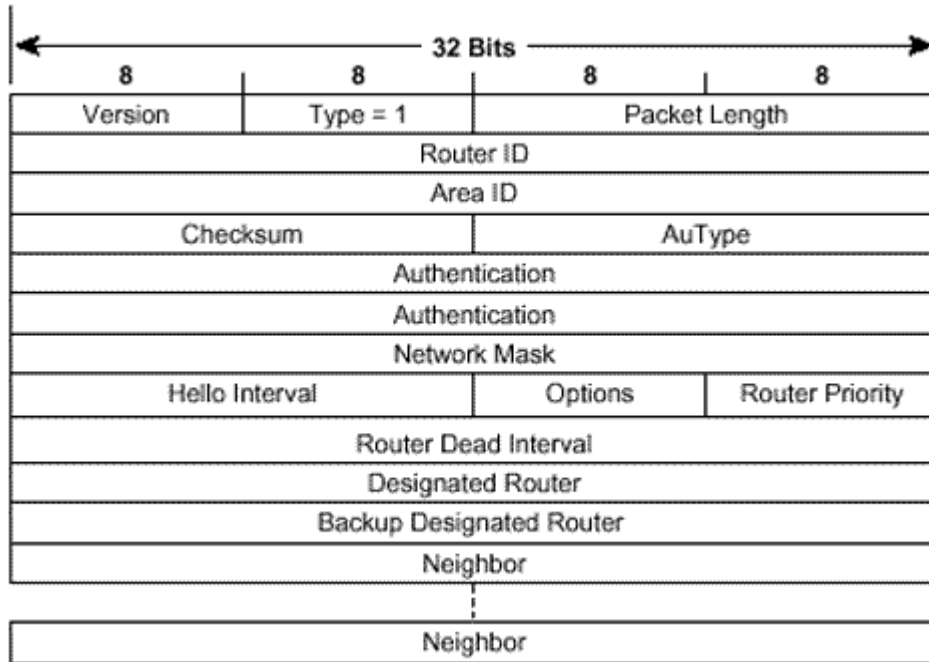 32 Bits
8 8 8 8
Version Type = 1 Packet Length
Router ID
Area ID
Checksum AuType
Authentication
Authentication
Network Mask
Hello Interval Options Router Priority
Router Dead Interval
Designated Router
Backup Designated Router
Neighbor
Neighbor